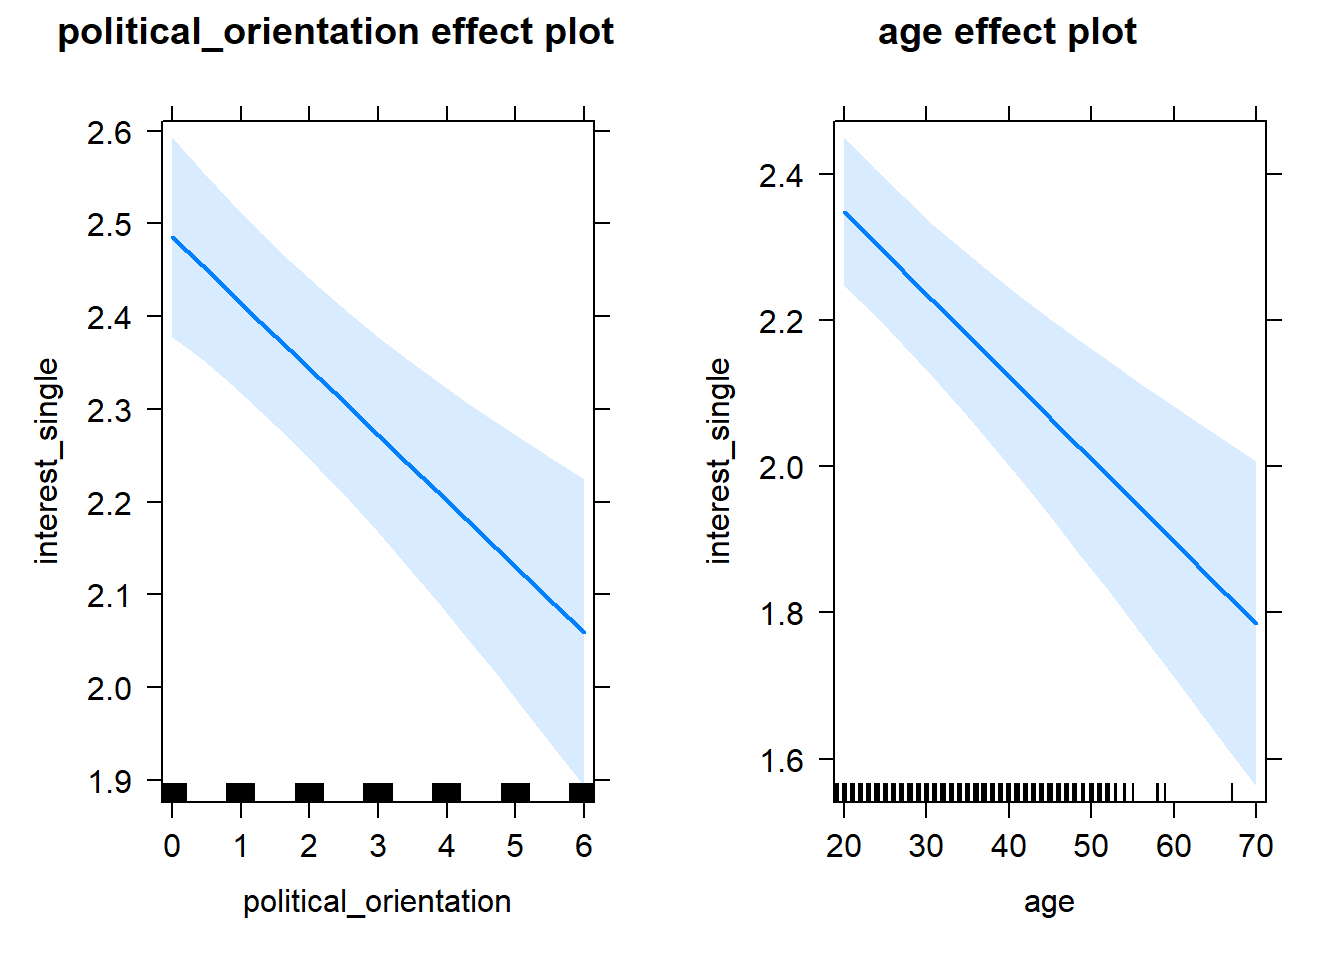 political_orientation effect plot
2.6
2.5
2.4
2.3
2.2
2.1
2.0
1.9
interest_single
0 1 2 3 4 5 6
political_orientation
age effect plot
2.4
2.2
2.0
1.8
1.6
interest_single
20 30 40 50 60 70
age